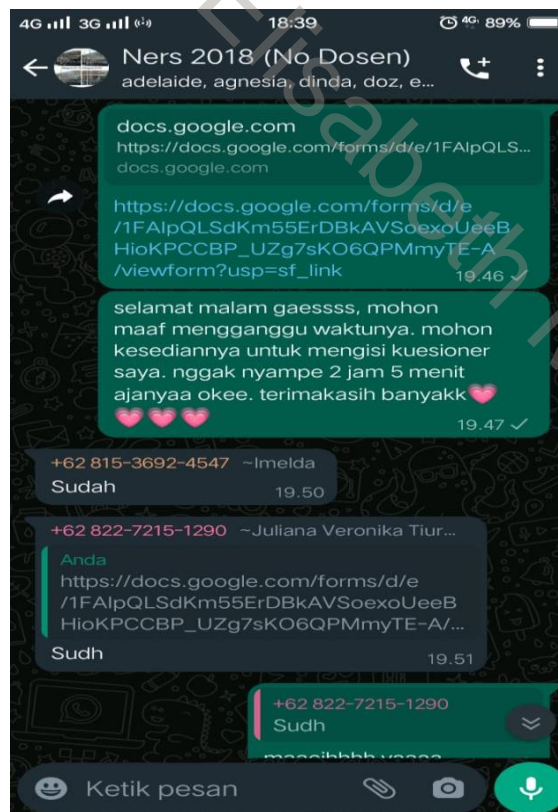 4G 3G 18:39 4G 89%
Ners 2018 (No Dosen)
adelaide, agnesia, dinda, doz, e...
docs.google.com
https://docs.google.com/forms/d/e/1FAIpQLS...
docs.google.com
https://docs.google.com/forms/d/e
/1FAIpQLSdKm55ErDBkAVSoexoUeeB
HioKPCCBP_UZg7sKO6QPMmyTE-A
/viewform?usp=sf_link
19.46
selamat malam gaessss, mohon
maaf mengganggu waktunya. mohon
kesediannya untuk mengisi kuesioner
saya. nggak nyampe 2 jam 5 menit
ajanyaa okee. terimakasih banyakk💗
💗💗💗
19.47
+62 815-3692-4547 ~Imelda
Sudah
19.50
+62 822-7215-1290 ~Juliana Veronika Tiur...
Anda
https://docs.google.com/forms/d/e
/1FAIpQLSdKm55ErDBkAVSoexoUeeB
HioKPCCBP_UZg7sKO6QPMmyTE-A/...
Sudh
19.51
+62 822-7215-1290
Sudh
Ketik pesan
Elisabeth